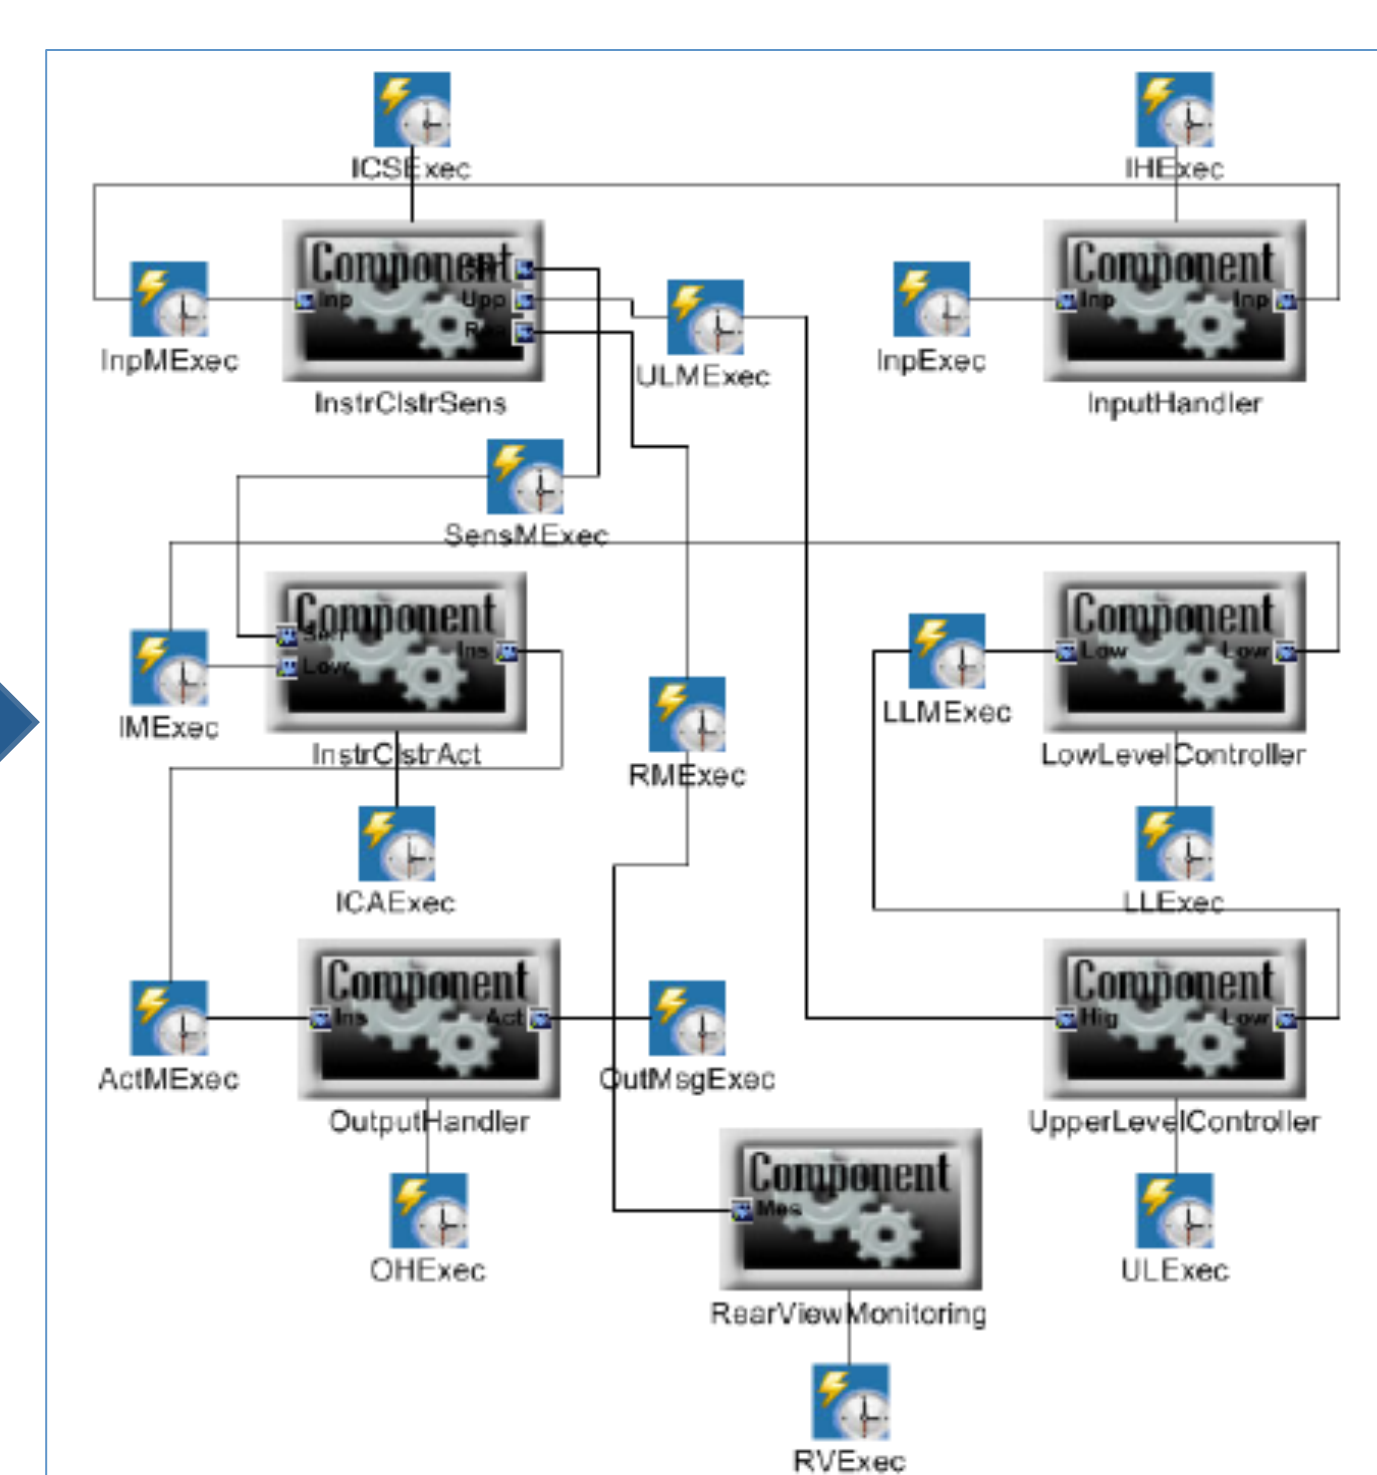 ICSExec
IHExec
Component
Inp
Upp
InpMExec
InstrClstrSens
ULMExec
InpExec
Component
Inp
Inp
InputHandler
SensMExec
Component
Ins
IMExec
InstrClstrAct
RMExec
LLMExec
Component
Low
Low
LowLevelController
ICAExec
LLExec
Component
Ins
Act
ActMExec
OutputHandler
OutMsgExec
Component
Hig
Low
UpperLevelController
OHExec
Component
Mes
RearViewMonitoring
ULExec
RVExec